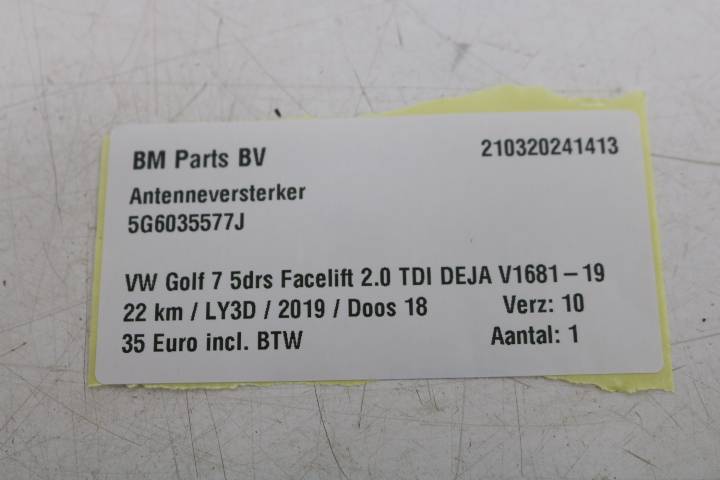 BM Parts BV 210320241413
Antenneversterker
5G6035577J
VW Golf 7 5drs Facelift 2.0 TDI DEJA V1681-19
22 km / LY3D / 2019 / Doos 18 Verz: 10
35 Euro incl. BTW Aantal: 1